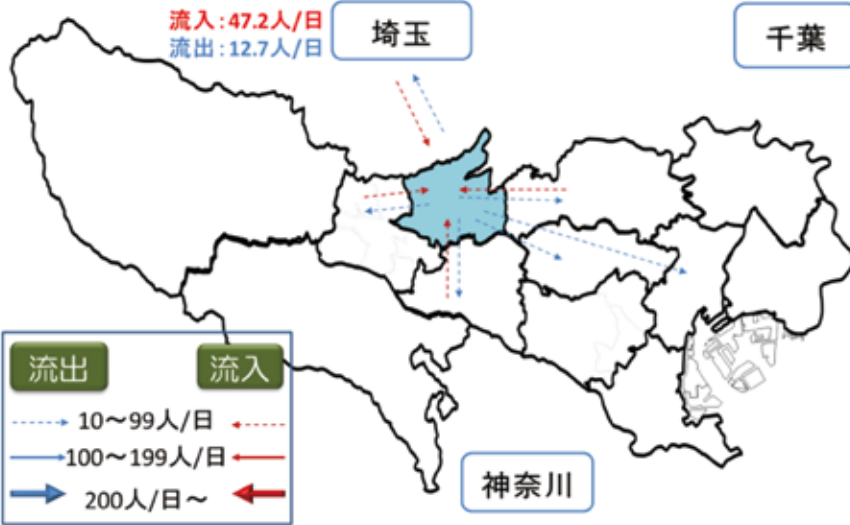 流入:47.2人/日
流出:12.7人/日
埼玉
千葉
流出
流入
10～99人/日
100～199人/日
200人/日～
神奈川